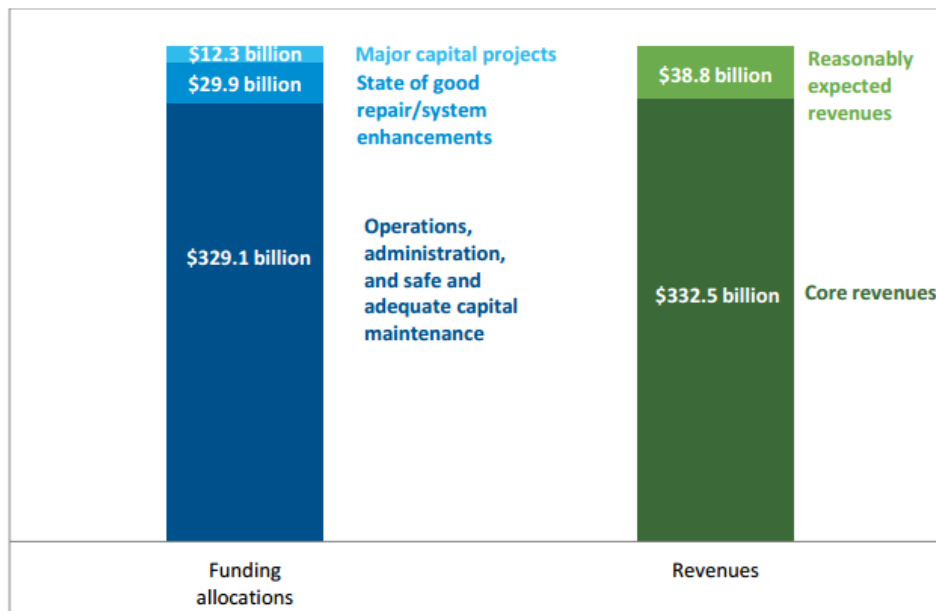 $12.3 billion
Major capital projects
$29.9 billion
State of good
repair/system
enhancements
$329.1 billion
Operations,
administration,
and safe and
adequate capital
maintenance
$38.8 billion
Reasonably
expected
revenues
$332.5 billion
Core revenues
Funding
allocations
Revenues